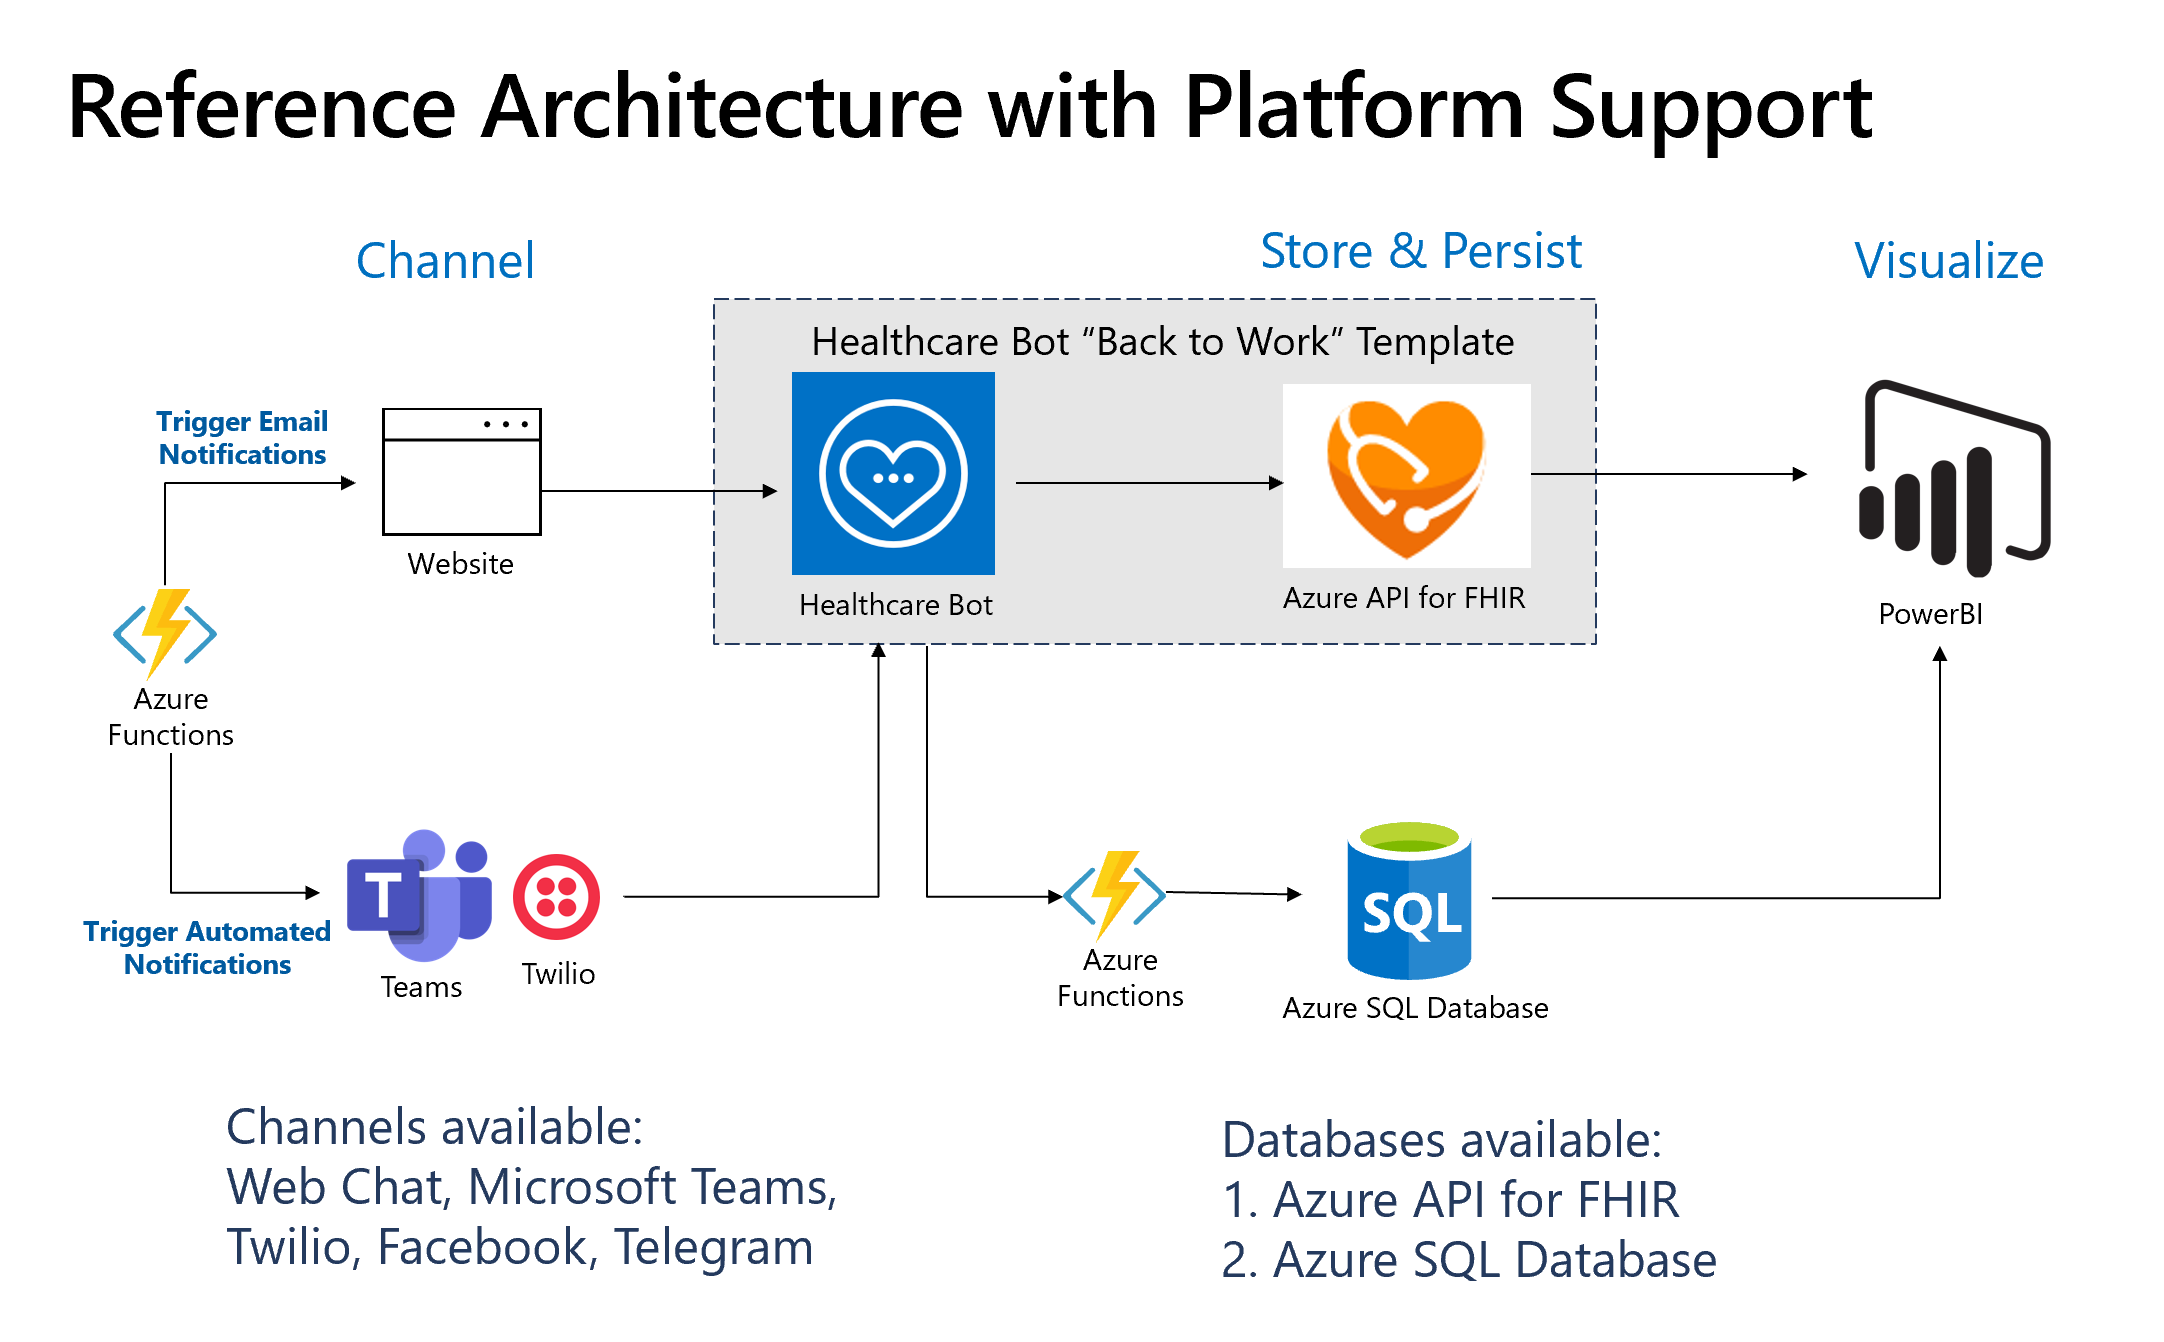 Reference Architecture with Platform Support
Channel
Store & Persist
Visualize
Healthcare Bot “Back to Work” Template
Trigger Email
Notifications
Website
Healthcare Bot
Azure API for FHIR
PowerBI
Azure
Functions
Trigger Automated
Notifications
T
Teams
Twilio
Azure
Functions
SQL
Azure SQL Database
Channels available:
Web Chat, Microsoft Teams,
Twilio, Facebook, Telegram
Databases available:
1. Azure API for FHIR
2. Azure SQL Database